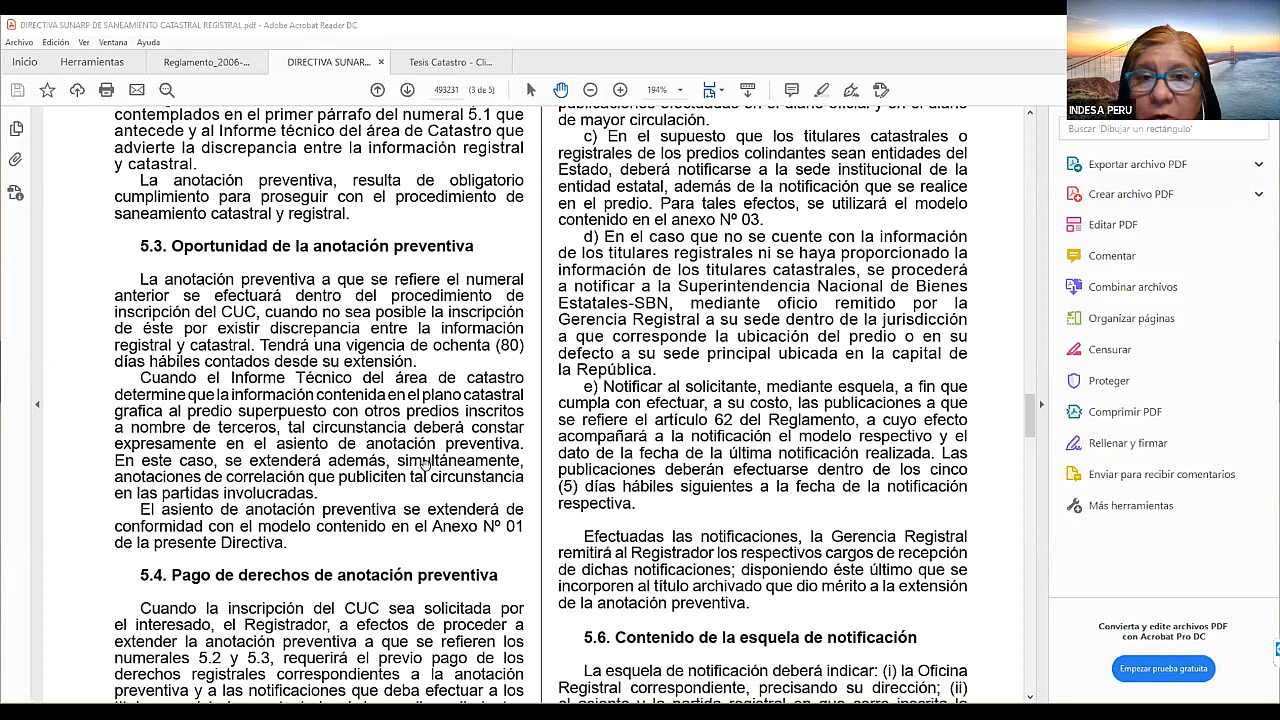 DIRECTIVA SUNARP DE SANEAMIENTO CATASTRAL REGISTRAL.pdf - Adobe Acrobat Reader DC
Archivo Edición Ver Ventana Ayuda
Inicio Herramientas Reglamento_2006-... DIRECTIVA SUNAR... × Tesis Catastro - Cli...
493231 (3 de 5) 194%
INDESA PERU
contemplados en el primer párrafo del numeral 5.1 que
antecede y al Informe técnico del área de Catastro que
advierte la discrepancia entre la información registral
y catastral.
La anotación preventiva, resulta de obligatorio
cumplimiento para proseguir con el procedimiento de
saneamiento catastral y registral.
5.3. Oportunidad de la anotación preventiva
La anotación preventiva a que se refiere el numeral
anterior se efectuará dentro del procedimiento de
inscripción del CUC, cuando no sea posible la inscripción
de éste por existir discrepancia entre la información
registral y catastral. Tendrá una vigencia de ochenta (80)
días hábiles contados desde su extensión.
Cuando el Informe Técnico del área de catastro
determine que la información contenida en el plano catastral
grafica al predio superpuesto con otros predios inscritos
a nombre de terceros, tal circunstancia deberá constar
expresamente en el asiento de anotación preventiva.
En este caso, se extenderá además, simultáneamente,
anotaciones de correlación que publiciten tal circunstancia
en las partidas involucradas.
El asiento de anotación preventiva se extenderá de
conformidad con el modelo contenido en el Anexo Nº 01
de la presente Directiva.
5.4. Pago de derechos de anotación preventiva
Cuando la inscripción del CUC sea solicitada por
el interesado, el Registrador, a efectos de proceder a
extender la anotación preventiva a que se refieren los
numerales 5.2 y 5.3, requerirá el previo pago de los
derechos registrales correspondientes a la anotación
preventiva y a las notificaciones que deba efectuar a los
publicaciones efectuadas en el diario oficial y en el diario
de mayor circulación.
c) En el supuesto que los titulares catastrales o
registrales de los predios colindantes sean entidades del
Estado, deberá notificarse a la sede institucional de la
entidad estatal, además de la notificación que se realice
en el predio. Para tales efectos, se utilizará el modelo
contenido en el anexo Nº 03.
d) En el caso que no se cuente con la información
de los titulares registrales ni se haya proporcionado la
información de los titulares catastrales, se procederá
a notificar a la Superintendencia Nacional de Bienes
Estatales-SBN, mediante oficio remitido por la
Gerencia Registral a su sede dentro de la jurisdicción
a que corresponde la ubicación del predio o en su
defecto a su sede principal ubicada en la capital de
la República.
e) Notificar al solicitante, mediante esquela, a fin que
cumpla con efectuar, a su costo, las publicaciones a que
se refiere el artículo 62 del Reglamento, a cuyo efecto
acompañará a la notificación el modelo respectivo y el
dato de la fecha de la última notificación realizada. Las
publicaciones deberán efectuarse dentro de los cinco
(5) días hábiles siguientes a la fecha de la notificación
respectiva.
Efectuadas las notificaciones, la Gerencia Registral
remitirá al Registrador los respectivos cargos de recepción
de dichas notificaciones; disponiendo éste último que se
incorporen al título archivado que dio mérito a la extensión
de la anotación preventiva.
5.6. Contenido de la esquela de notificación
La esquela de notificación deberá indicar: (i) la Oficina
Registral correspondiente, precisando su dirección; (ii)
Buscar 'Dibujar un rectángulo'
Exportar archivo PDF
Crear archivo PDF
Editar PDF
Comentar
Combinar archivos
Organizar páginas
Censurar
Proteger
Comprimir PDF
Rellenar y firmar
Enviar para recibir comentarios
Más herramientas
Convierta y edite archivos PDF
con Acrobat Pro DC
Empezar prueba gratuita